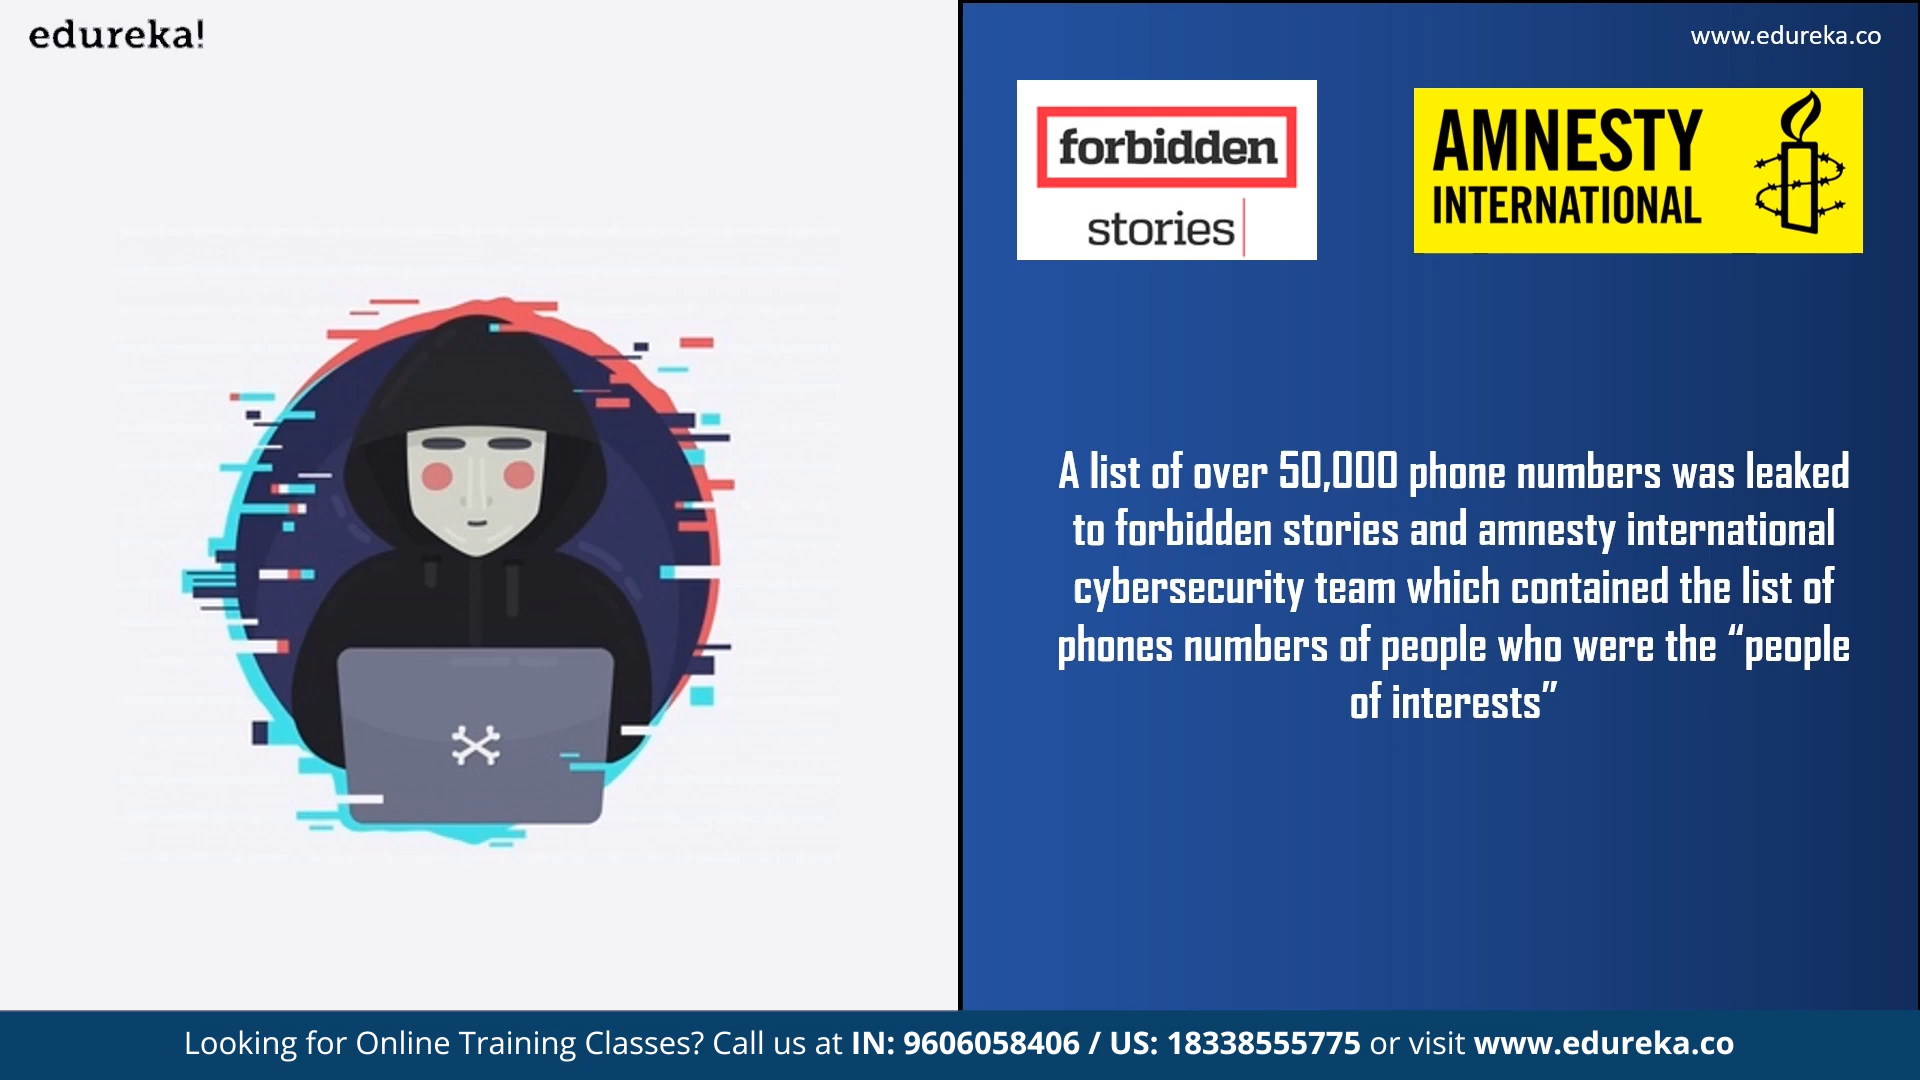 edureka!
www.edureka.co
forbidden
stories
AMNESTY
INTERNATIONAL
A list of over 50,000 phone numbers was leaked
to forbidden stories and amnesty international
cybersecurity team which contained the list of
phones numbers of people who were the “people
of interests”
Looking for Online Training Classes? Call us at IN: 9606058406 / US: 18338555775 or visit www.edureka.co